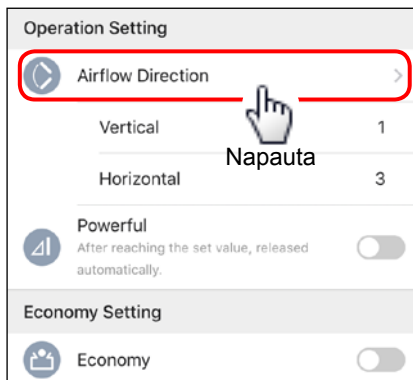 Operation Setting
Airflow Direction
Vertical 1
Napauta
Horizontal 3
Powerful
After reaching the set value, released
automatically.
Economy Setting
Economy